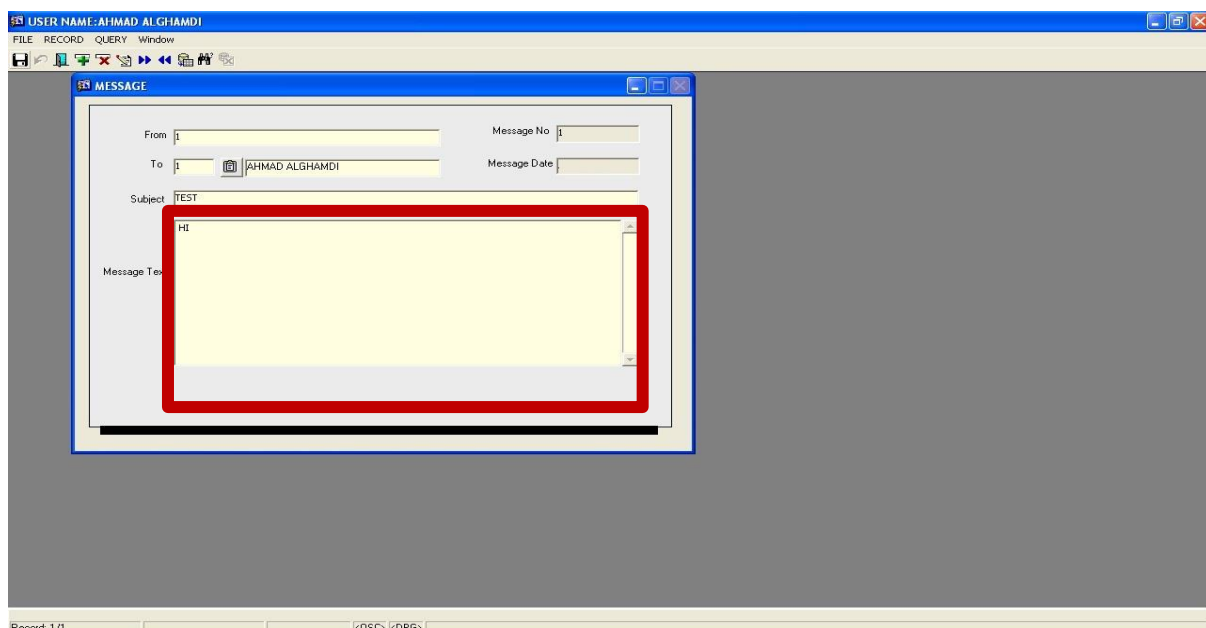 USER NAME:AHMAD ALGHAMDI
FILE RECORD QUERY Window
MESSAGE
From 1 Message No 1
To 1 AHMAD ALGHAMDI Message Date
Subject TEST
HI
Message Tex
Record: 1/1 <OSC> <DBG>